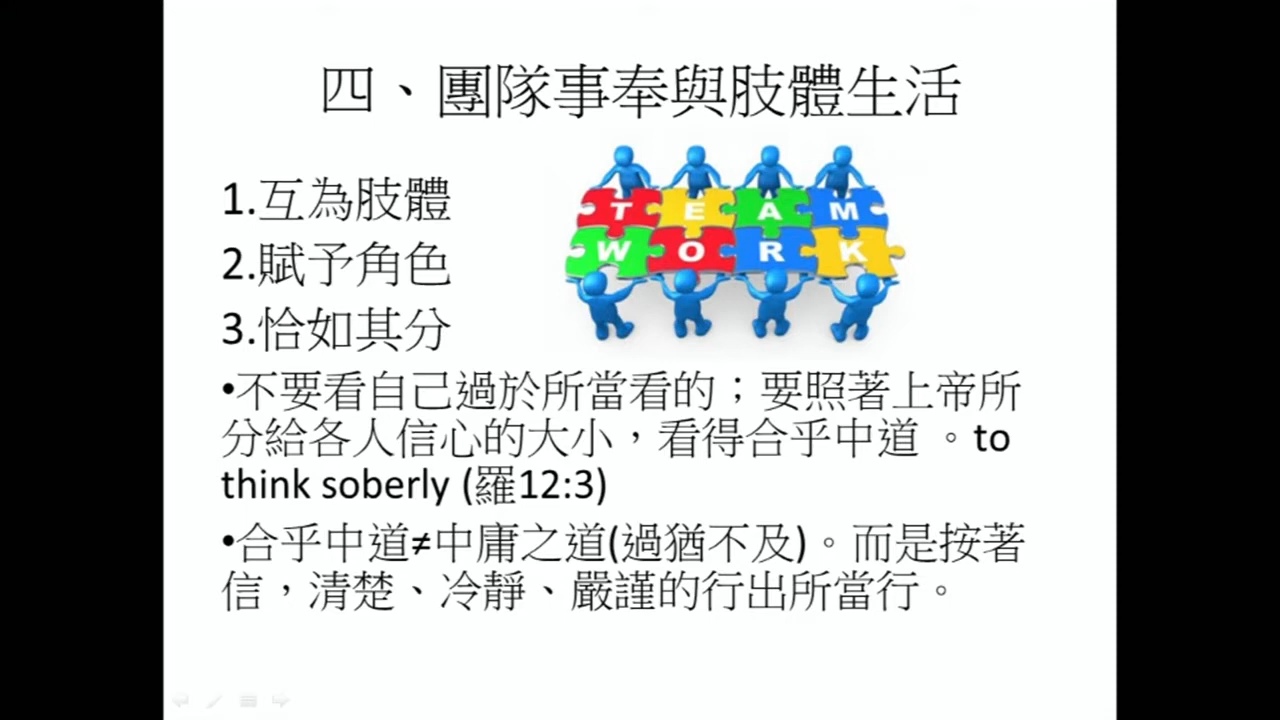 四、團隊事奉與肢體生活
1.互為肢體
2.賦予角色
3.恰如其分
TEAM
WORK
•不要看自己過於所當看的；要照著上帝所
分給各人信心的大小，看得合乎中道 。to
think soberly (羅12:3)
•合乎中道≠中庸之道(過猶不及)。而是按著
信，清楚、冷靜、嚴謹的行出所當行。